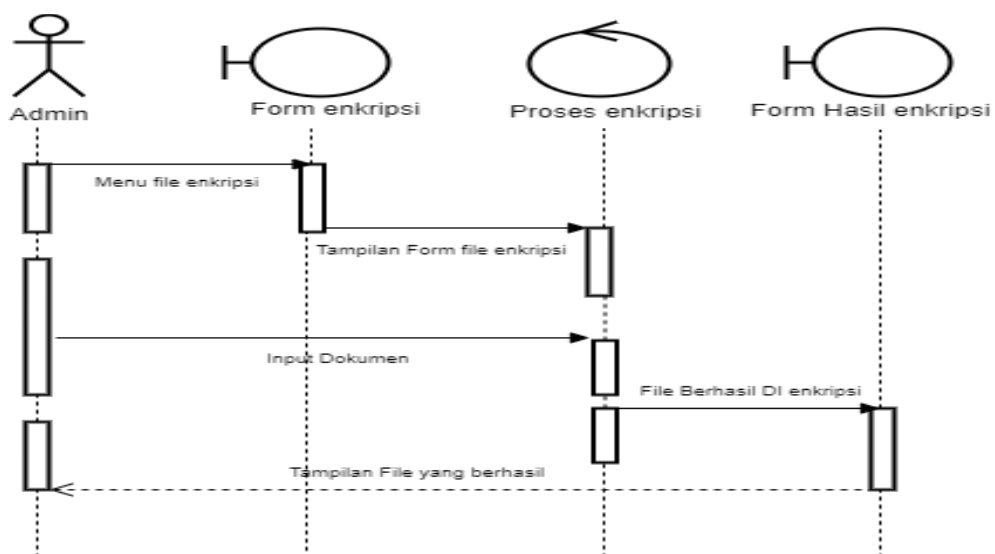 Admin
Form enkripsi
Proses enkripsi
Form Hasil enkripsi
Menu file enkripsi
Tampilan Form file enkripsi
Input Dokumen
File Berhasil DI enkripsi
Tampilan File yang berhasil